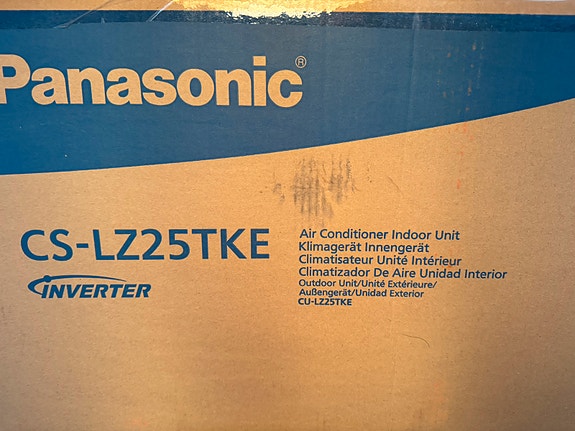 Panasonic®
CS-LZ25TKE
INVERTER
Air Conditioner Indoor Unit
Klimagerät Innengerät
Climatisateur Unité Intérieur
Climatizador De Aire Unidad Interior
Outdoor Unit/Unité Extérieure/
Außengerät/Unidad Exterior
CU-LZ25TKE